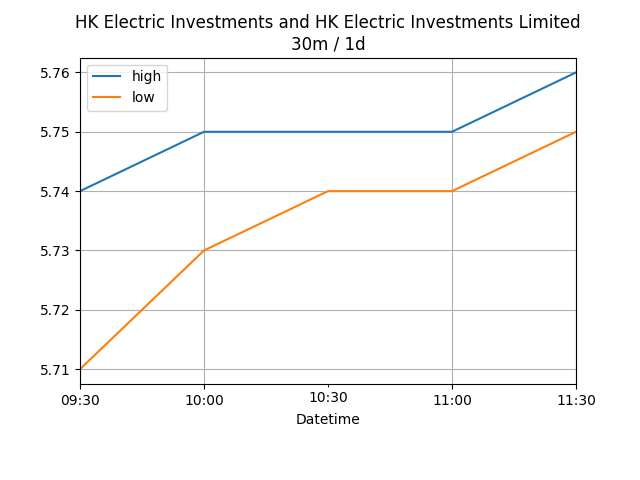 HK Electric Investments and HK Electric Investments Limited
30m / 1d
high
low
5.76
5.75
5.74
5.73
5.72
5.71
09:30 10:00 10:30 11:00 11:30
Datetime